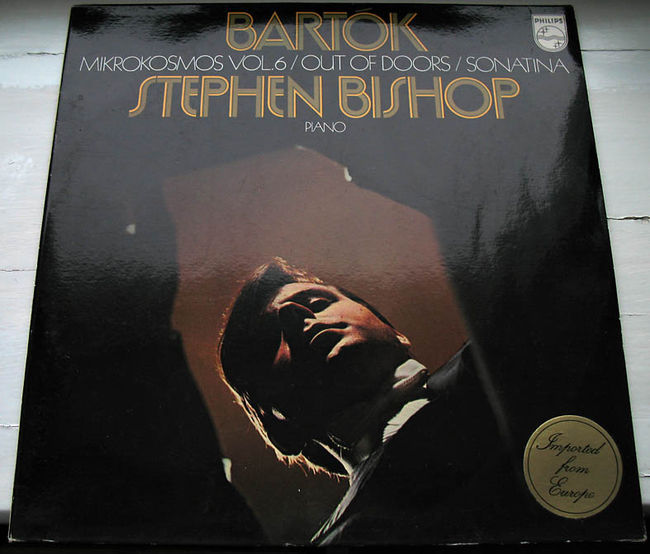 BARTÓK
PHILIPS
MIKROKOSMOS VOL.6/OUT OF DOORS/SONATINA
STEPHEN BISHOP
PIANO
Imported
from
Europe